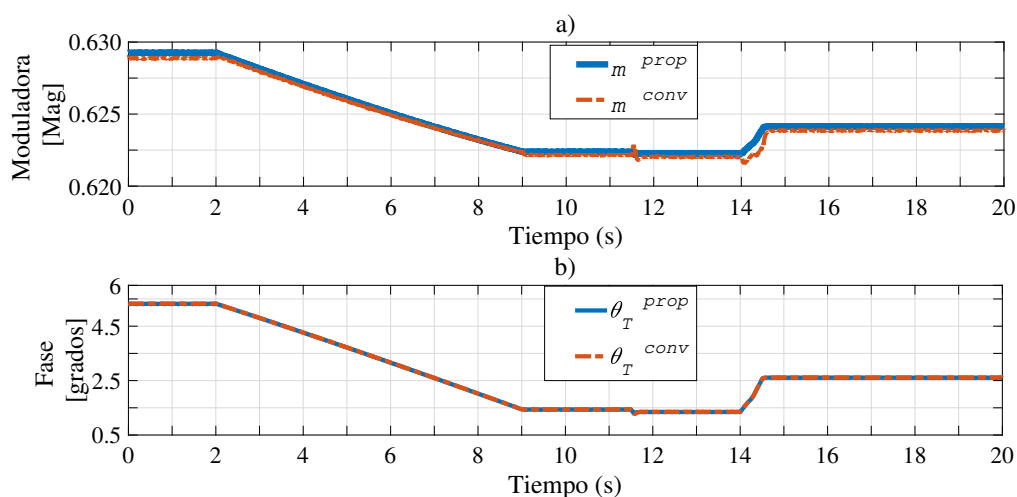 a)
0.630
0.625
0.620
Moduladora
[Mag]
m prop
m conv
0 2 4 6 8 10 12 14 16 18 20
Tiempo (s)
b)
6
4.5
2.5
0.5
Fase
[grados]
θT prop
θT conv
0 2 4 6 8 10 12 14 16 18 20
Tiempo (s)